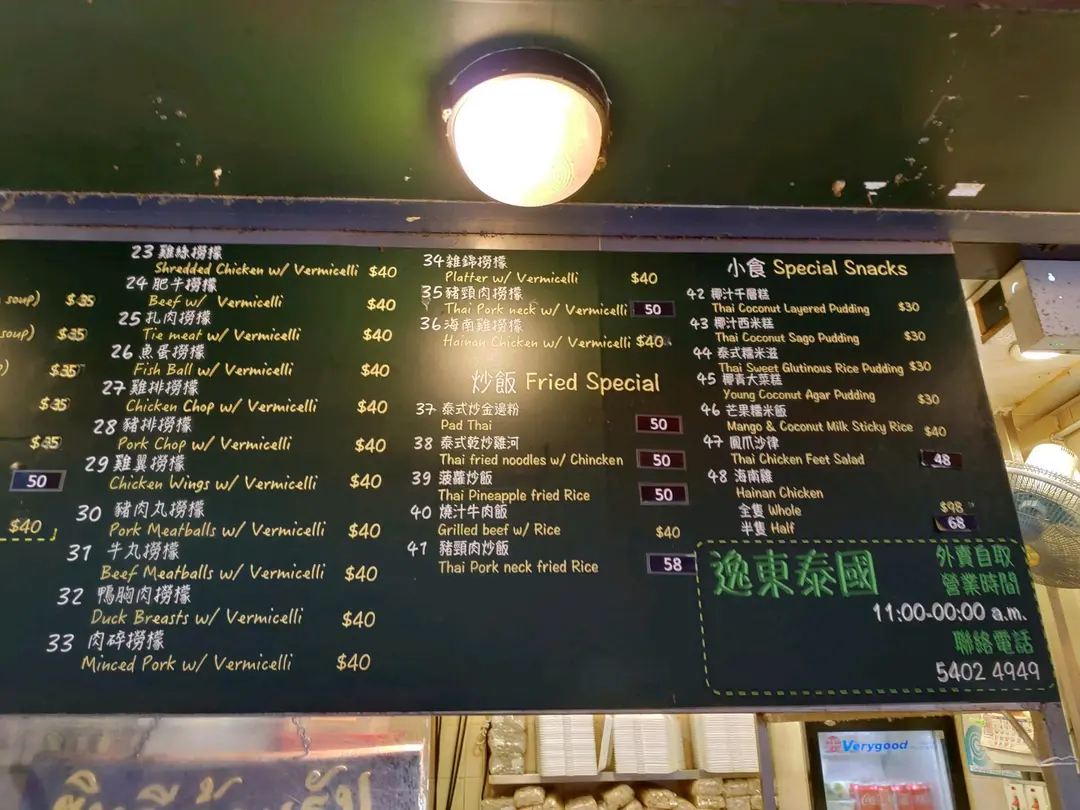 soup) $35
soup) $35
) $35
$35
$35
50
$40
23 雞絲撈檬
Shredded Chicken w/ Vermicelli $40
24 肥牛撈檬
Beef w/ Vermicelli $40
25 扎肉撈檬
Tie meat w/ Vermicelli $40
26 魚蛋撈檬
Fish Ball w/ Vermicelli $40
27 雞排撈檬
Chicken Chop w/ Vermicelli $40
28 豬排撈檬
Pork Chop w/ Vermicelli $40
29 雞翼撈檬
Chicken Wings w/ Vermicelli $40
30 豬肉丸撈檬
Pork Meatballs w/ Vermicelli $40
31 牛丸撈檬
Beef Meatballs w/ Vermicelli $40
32 鴨胸肉撈檬
Duck Breasts w/ Vermicelli $40
33 肉碎撈檬
Minced Pork w/ Vermicelli $40
34 雜錦撈檬
Platter w/ Vermicelli $40
35 豬頸肉撈檬
Thai Pork neck w/ Vermicelli 50
36 海南雞撈檬
Hainan Chicken w/ Vermicelli $40
炒飯 Fried Special
37 泰式炒金邊粉
Pad Thai 50
38 泰式乾炒雞河
Thai fried noodles w/ Chincken 50
39 菠蘿炒飯
Thai Pineapple fried Rice 50
40 燒汁牛肉飯
Grilled beef w/ Rice $40
41 豬頸肉炒飯
Thai Pork neck fried Rice 58
小食 Special Snacks
42 椰汁千層糕
Thai Coconut Layered Pudding $30
43 椰汁西米糕
Thai Coconut Sago Pudding $30
44 泰式糯米滋
Thai Sweet Glutinous Rice Pudding $30
45 椰青大菜糕
Young Coconut Agar Pudding $30
46 芒果糯米飯
Mango & Coconut Milk Sticky Rice $40
47 鳳爪沙律
Thai Chicken Feet Salad 48
48 海南雞
Hainan Chicken
全隻 Whole $98
半隻 Half 68
逸東泰國
外賣自取
營業時間
11:00-00:00 a.m.
聯絡電話
5402 4949
Verygood